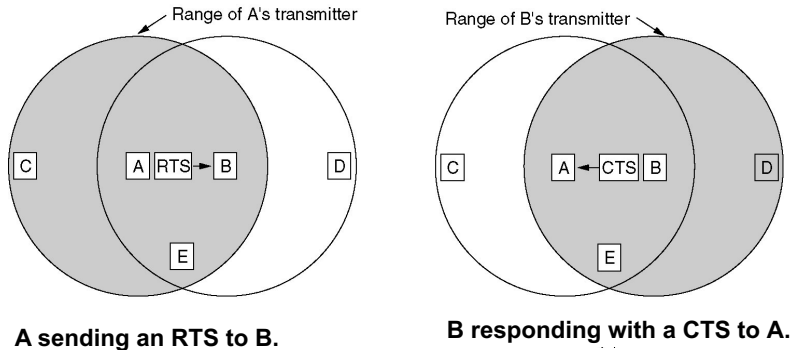 Range of A's transmitter
C
A
RTS
B
D
E
A sending an RTS to B.
Range of B's transmitter
C
A
CTS
B
D
E
B responding with a CTS to A.